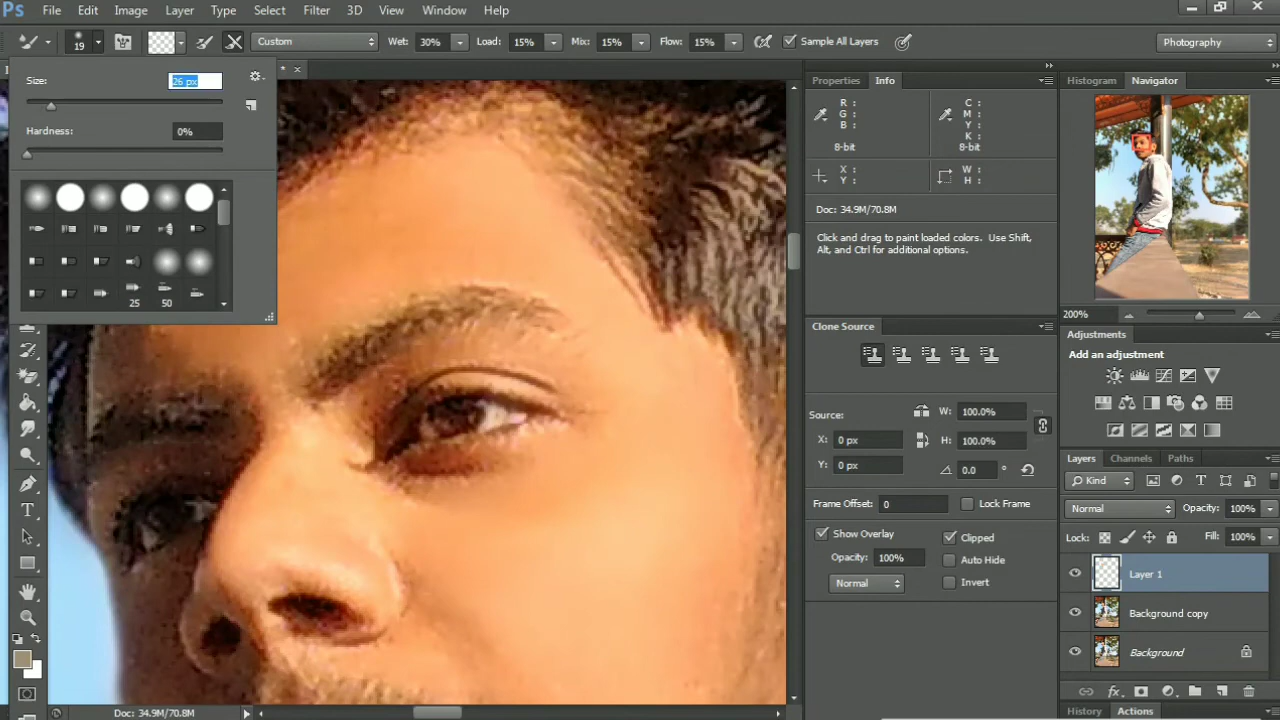 Ps File Edit Image Layer Type Select Filter 3D View Window Help
19 Custom Wet: 30% Load: 15% Mix: 15% Flow: 15% Sample All Layers Photography
* ×
Size: 26 px
Hardness: 0%
25 50
Properties Info
R : C :
G : M :
B : Y :
K :
8-bit 8-bit
X : W :
Y : H :
Doc: 34.9M/70.8M
Click and drag to paint loaded colors. Use Shift,
Alt, and Ctrl for additional options.
Clone Source
Source: W: 100.0%
X: 0 px H: 100.0%
Y: 0 px 0.0
Frame Offset: 0 Lock Frame
Show Overlay Clipped
Opacity: 100% Auto Hide
Normal Invert
Histogram Navigator
200%
Adjustments
Add an adjustment
Layers Channels Paths
Kind
Normal Opacity: 100%
Lock: Fill: 100%
Layer 1
Background copy
Background
fx
History Actions
T
Doc: 34.9M/70.8M